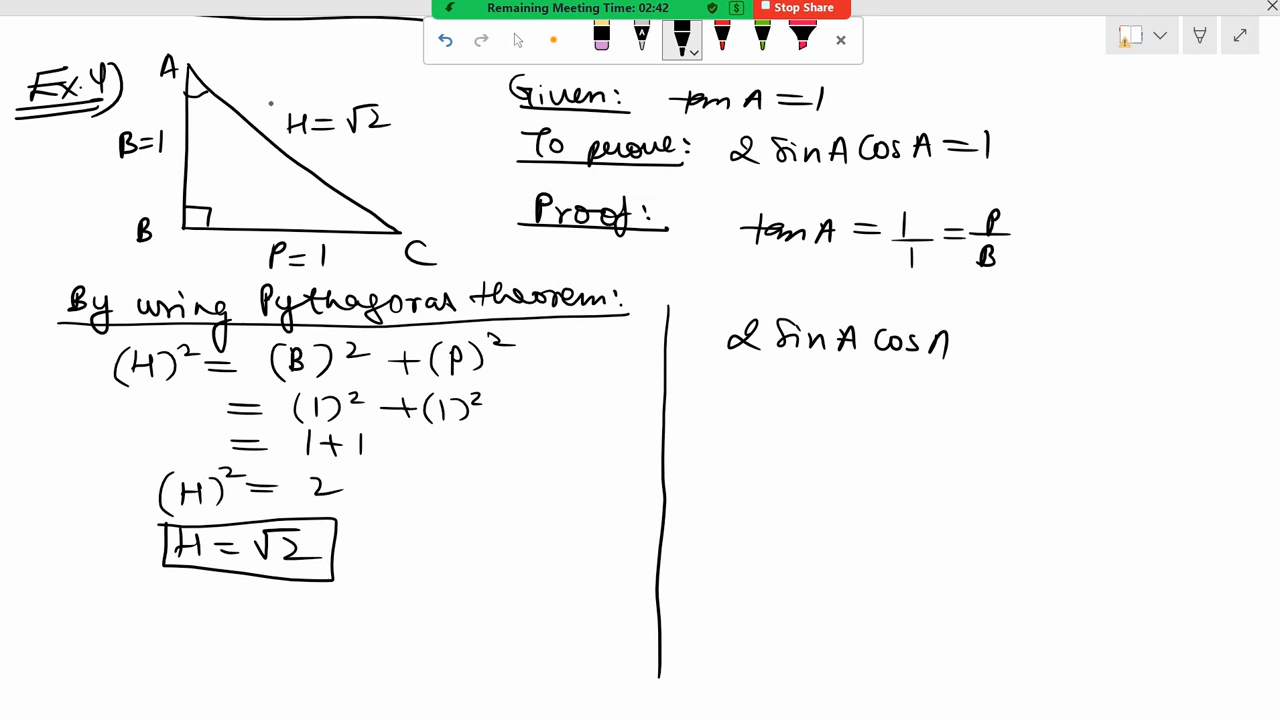 Remaining Meeting Time: 02:42
Stop Share
Ex.4)
A
B=1
H=√2
B
P=1
C
Given: tan A = 1
To prove: 2 sin A cos A = 1
Proof: tan A = 1/1 = P/B
By using Pythagoras theorem:
(H)² = (B)² + (P)²
= (1)² + (1)²
= 1+1
(H)² = 2
H = √2
2 sin A cos A